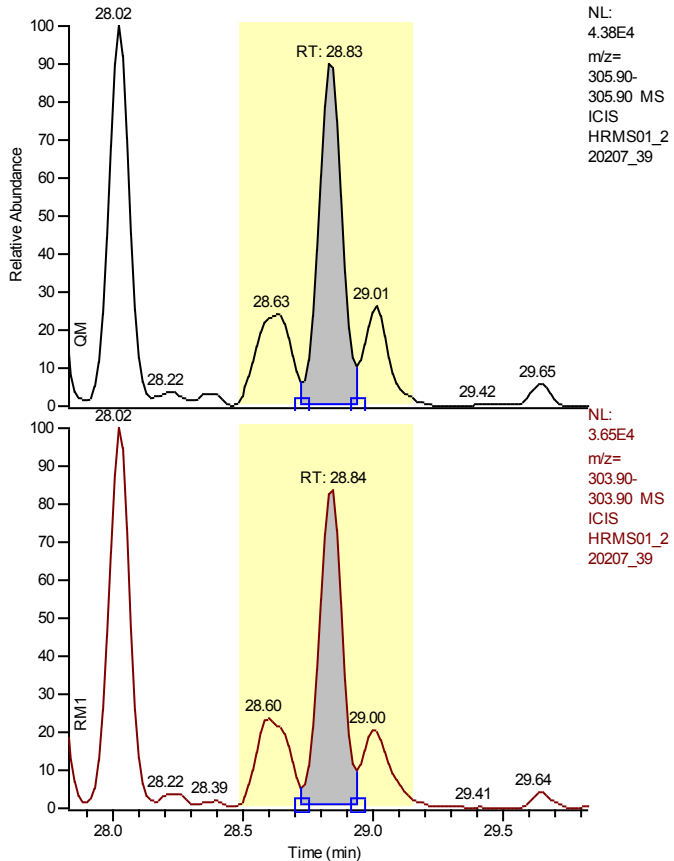 28.02
NL:
4.38E4
m/z=
305.90-
305.90 MS
ICIS
HRMS01_2
20207_39
100
90
80
70
60
50
40
30
20
10
0
Relative Abundance
QM
RT: 28.83
28.63
29.01
28.22
29.42
29.65
28.02
NL:
3.65E4
m/z=
303.90-
303.90 MS
ICIS
HRMS01_2
20207_39
100
90
80
70
60
50
40
30
20
10
0
RM1
RT: 28.84
28.60
29.00
28.22
28.39
29.41
29.64
28.0
28.5
29.0
29.5
Time (min)